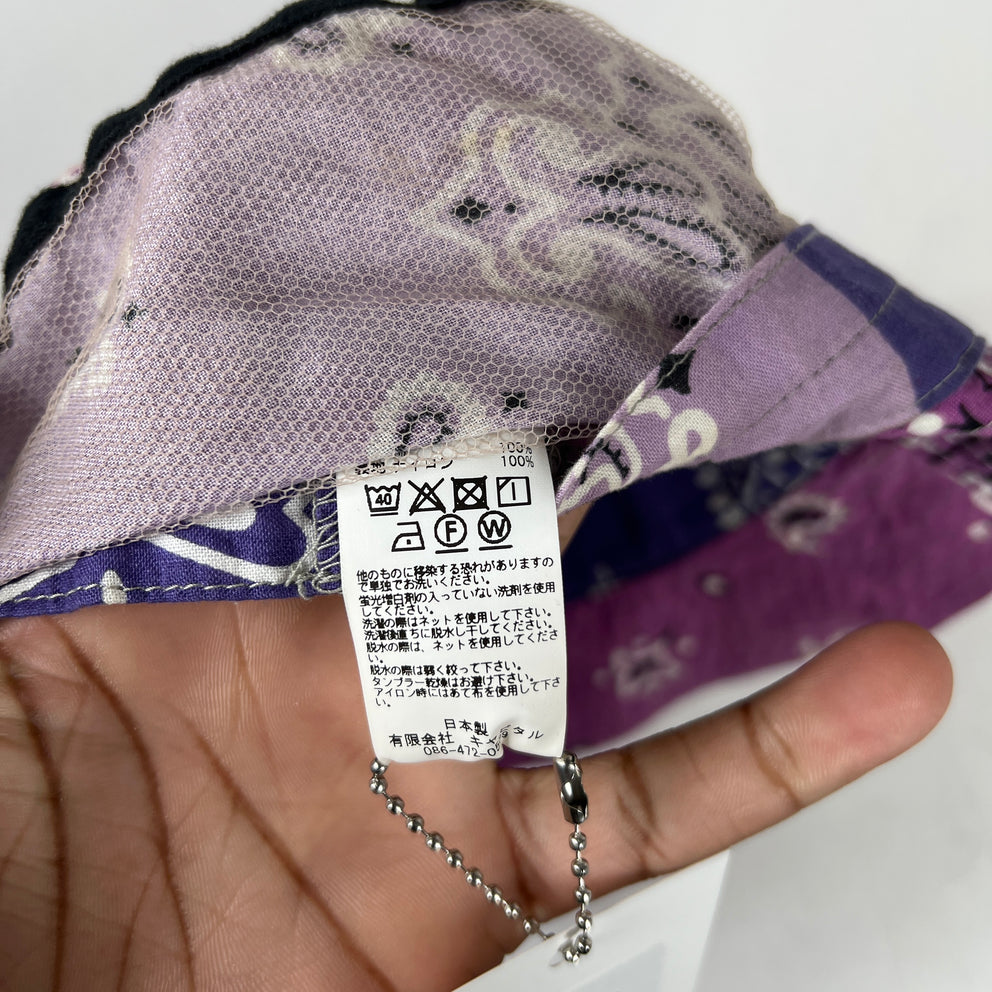 100%
ナイロン 100%
40
F W
他のものに移染する恐れがありますの
で単独でお洗いください。
蛍光増白剤の入っていない洗剤を使用
してください。
洗濯の際はネットを使用して下さい。
洗濯後直ちに脱水し干してください。
脱水の際は、ネットを使用してくださ
い。
脱水の際は弱く絞って下さい。
タンブラー乾燥はお避け下さい。
アイロン時にはあて布を使用して下さ
い。
日本製
有限会社
086-472-0